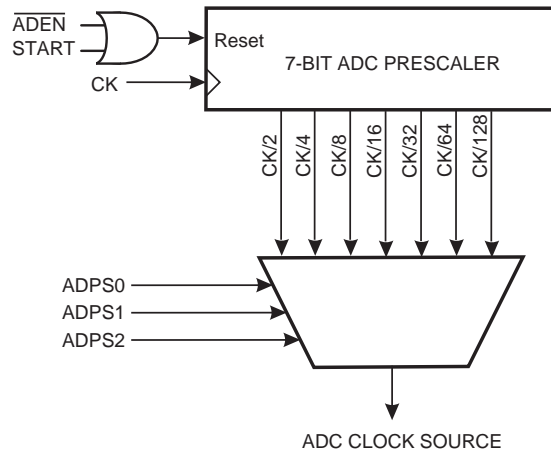 ADEN
START
Reset
7-BIT ADC PRESCALER
CK
CK/2
CK/4
CK/8
CK/16
CK/32
CK/64
CK/128
ADPS0
ADPS1
ADPS2
ADC CLOCK SOURCE